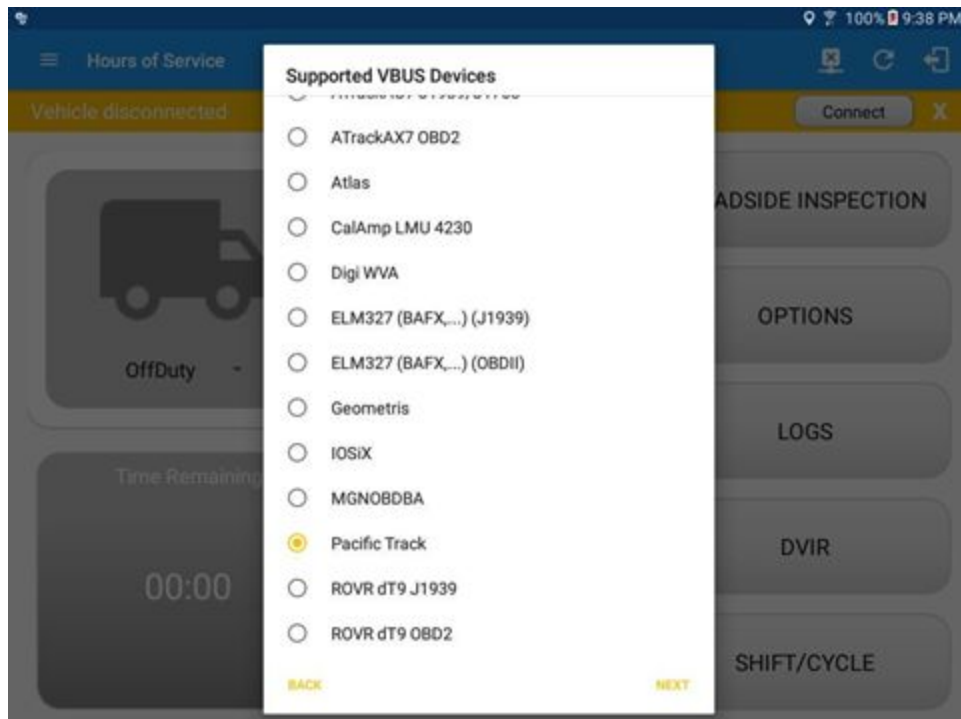 100% 9:38 PM
Hours of Service
Vehicle disconnected
Connect X
Supported VBUS Devices
ATrackAX7 OBD2
Atlas
CalAmp LMU 4230
Digi WVA
ELM327 (BAFX,...) (J1939)
ELM327 (BAFX,...) (OBDII)
Geometris
IOSiX
MGNOBDBA
Pacific Track
ROVR dT9 J1939
ROVR dT9 OBD2
BACK
NEXT
OffDuty
Time Remaining
00:00
ADSIDE INSPECTION
OPTIONS
LOGS
DVIR
SHIFT/CYCLE